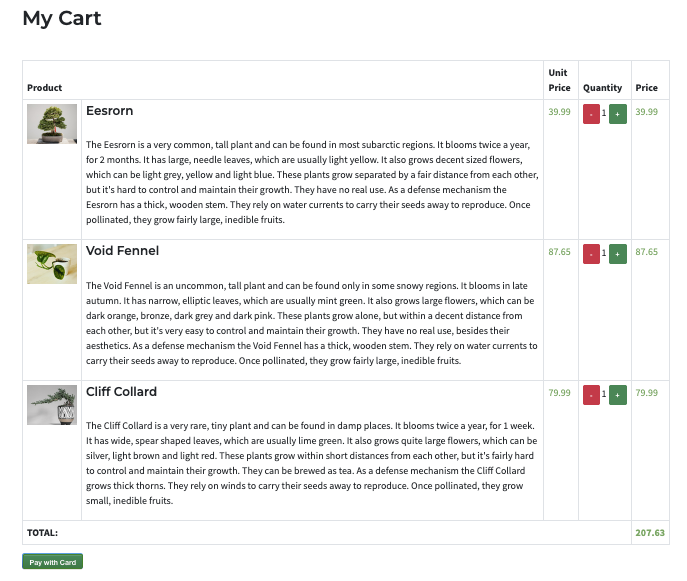 My Cart
Product
Unit
Price
Quantity
Price
Eesrorn
39.99
- 1 +
39.99
The Eesrorn is a very common, tall plant and can be found in most subarctic regions. It blooms twice a year,
for 2 months. It has large, needle leaves, which are usually light yellow. It also grows decent sized flowers,
which can be light grey, yellow and light blue. These plants grow separated by a fair distance from each other,
but it's hard to control and maintain their growth. They have no real use. As a defense mechanism the
Eesrorn has a thick, wooden stem. They rely on water currents to carry their seeds away to reproduce. Once
pollinated, they grow fairly large, inedible fruits.
Void Fennel
87.65
- 1 +
87.65
The Void Fennel is an uncommon, tall plant and can be found only in some snowy regions. It blooms in late
autumn. It has narrow, elliptic leaves, which are usually mint green. It also grows large flowers, which can be
dark orange, bronze, dark grey and dark pink. These plants grow alone, but within a decent distance from
each other, but it's very easy to control and maintain their growth. They have no real use, besides their
aesthetics. As a defense mechanism the Void Fennel has a thick, wooden stem. They rely on water currents to
carry their seeds away to reproduce. Once pollinated, they grow fairly large, inedible fruits.
Cliff Collard
79.99
- 1 +
79.99
The Cliff Collard is a very rare, tiny plant and can be found in damp places. It blooms twice a year, for 1 week.
It has wide, spear shaped leaves, which are usually lime green. It also grows quite large flowers, which can be
silver, light brown and light red. These plants grow within short distances from each other, but it's fairly hard
to control and maintain their growth. They can be brewed as tea. As a defense mechanism the Cliff Collard
grows thick thorns. They rely on winds to carry their seeds away to reproduce. Once pollinated, they grow
small, inedible fruits.
TOTAL:
207.63
Pay with Card